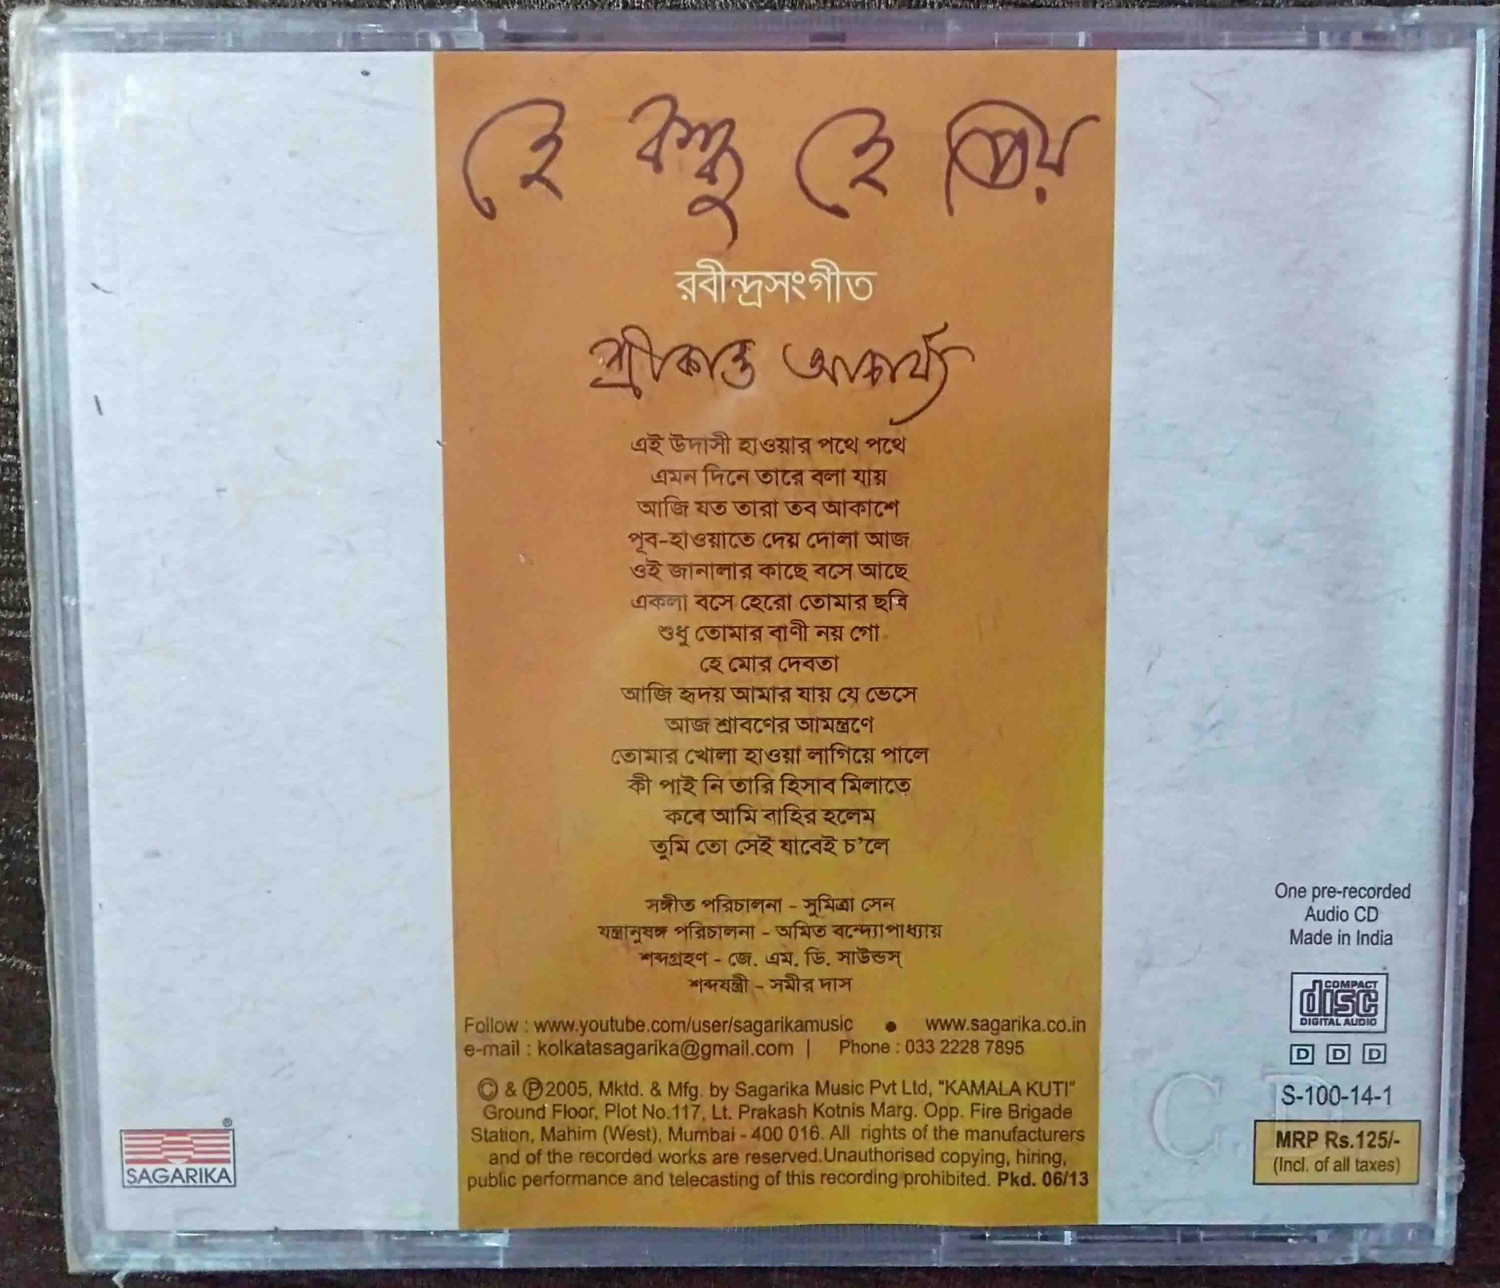 হে বন্ধু হে প্রিয়
রবীন্দ্রসংগীত
শ্রীকান্ত আচার্য্য
এই উদাসী হাওয়ার পথে পথে
এমন দিনে তারে বলা যায়
আজি যত তারা তব আকাশে
পূব-হাওয়াতে দেয় দোলা আজ
ওই জানালার কাছে বসে আছে
একলা বসে হেরো তোমার ছবি
শুধু তোমার বাণী নয় গো
হে মোর দেবতা
আজি হৃদয় আমার যায় যে ভেসে
আজ শ্রাবণের আমন্ত্রণে
তোমার খোলা হাওয়া লাগিয়ে পালে
কী পাই নি তারি হিসাব মিলাতে
কবে আমি বাহির হলেম
তুমি তো সেই যাবেই চ'লে
সঙ্গীত পরিচালনা - সুমিত্রা সেন
যন্ত্রানুষঙ্গ পরিচালনা - অমিত বন্দ্যোপাধ্যায়
শব্দগ্রহণ - জে. এম. ডি. সাউন্ডস্
শব্দযন্ত্রী - সমীর দাস
Follow : www.youtube.com/user/sagarikamusic ● www.sagarika.co.in
e-mail : kolkatasagarika@gmail.com | Phone : 033 2228 7895
© & ℗ 2005, Mktd. & Mfg. by Sagarika Music Pvt Ltd, "KAMALA KUTI"
Ground Floor, Plot No.117, Lt. Prakash Kotnis Marg. Opp. Fire Brigade
Station, Mahim (West), Mumbai - 400 016. All rights of the manufacturers
and of the recorded works are reserved.Unauthorised copying, hiring,
public performance and telecasting of this recording prohibited. Pkd. 06/13
SAGARIKA®
One pre-recorded
Audio CD
Made in India
COMPACT
disc
DIGITAL AUDIO
D D D
S-100-14-1
C.D
MRP Rs.125/-
(Incl. of all taxes)